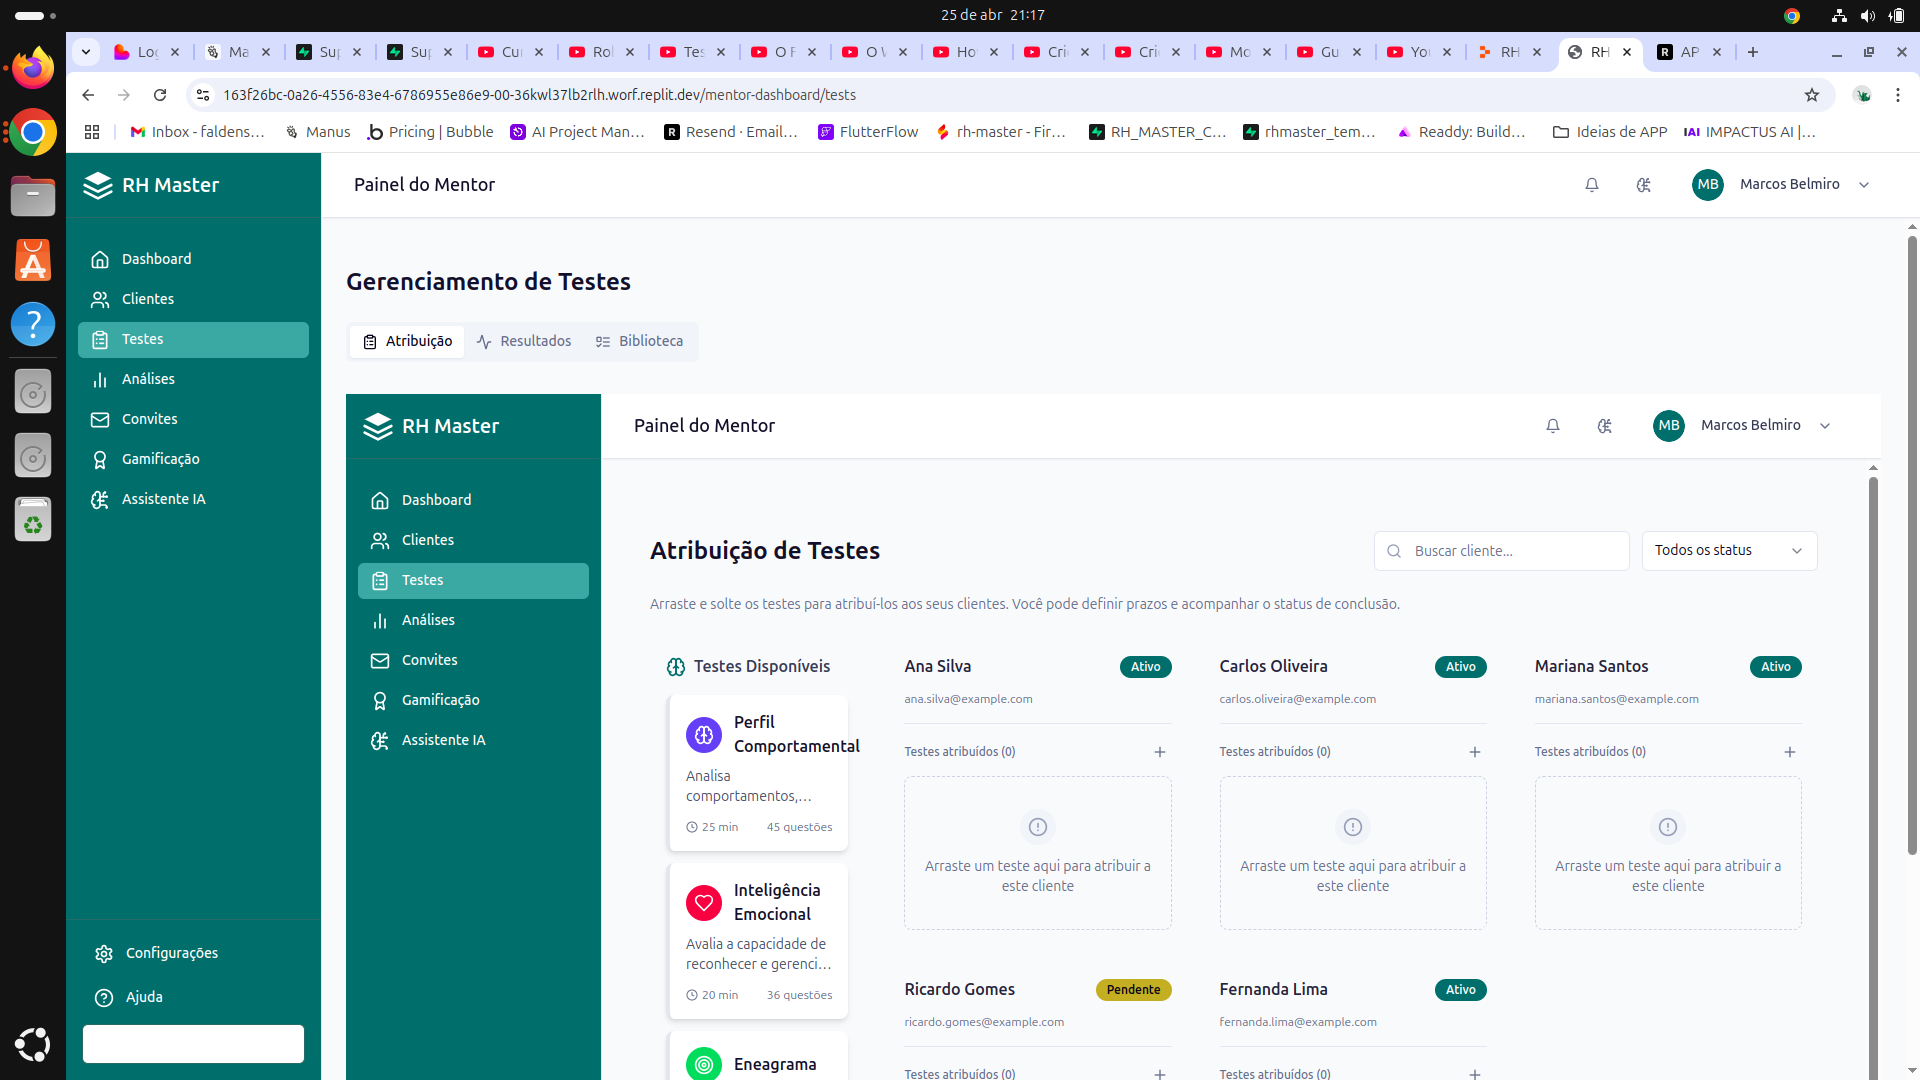 25 de abr 21:17
Log
Ma
Sup
Sup
Cu
Rol
Tes
O F
O W
Ho
Cri
Cri
Mo
Gu
You
RH
RH
AP
163f26bc-0a26-4556-83e4-6786955e86e9-00-36kwl37lb2rlh.worf.replit.dev/mentor-dashboard/tests
Inbox - faldens...
Manus
Pricing | Bubble
AI Project Man...
Resend · Email...
FlutterFlow
rh-master - Fir...
RH_MASTER_C...
rhmaster_tem...
Readdy: Build...
Ideias de APP
IMPACTUS AI |...
RH Master
Painel do Mentor
MB
Marcos Belmiro
Dashboard
Clientes
Testes
Análises
Convites
Gamificação
Assistente IA
Configurações
Ajuda
Gerenciamento de Testes
Atribuição
Resultados
Biblioteca
RH Master
Painel do Mentor
MB
Marcos Belmiro
Dashboard
Clientes
Testes
Análises
Convites
Gamificação
Assistente IA
Atribuição de Testes
Buscar cliente...
Todos os status
Arraste e solte os testes para atribuí-los aos seus clientes. Você pode definir prazos e acompanhar o status de conclusão.
Testes Disponíveis
Perfil
Comportamental
Analisa
comportamentos,...
25 min
45 questões
Inteligência
Emocional
Avalia a capacidade de
reconhecer e gerenci...
20 min
36 questões
Eneagrama
Ana Silva
Ativo
ana.silva@example.com
Testes atribuídos (0)
Arraste um teste aqui para atribuir a
este cliente
Carlos Oliveira
Ativo
carlos.oliveira@example.com
Testes atribuídos (0)
Arraste um teste aqui para atribuir a
este cliente
Mariana Santos
Ativo
mariana.santos@example.com
Testes atribuídos (0)
Arraste um teste aqui para atribuir a
este cliente
Ricardo Gomes
Pendente
ricardo.gomes@example.com
Testes atribuídos (0)
Fernanda Lima
Ativo
fernanda.lima@example.com
Testes atribuídos (0)